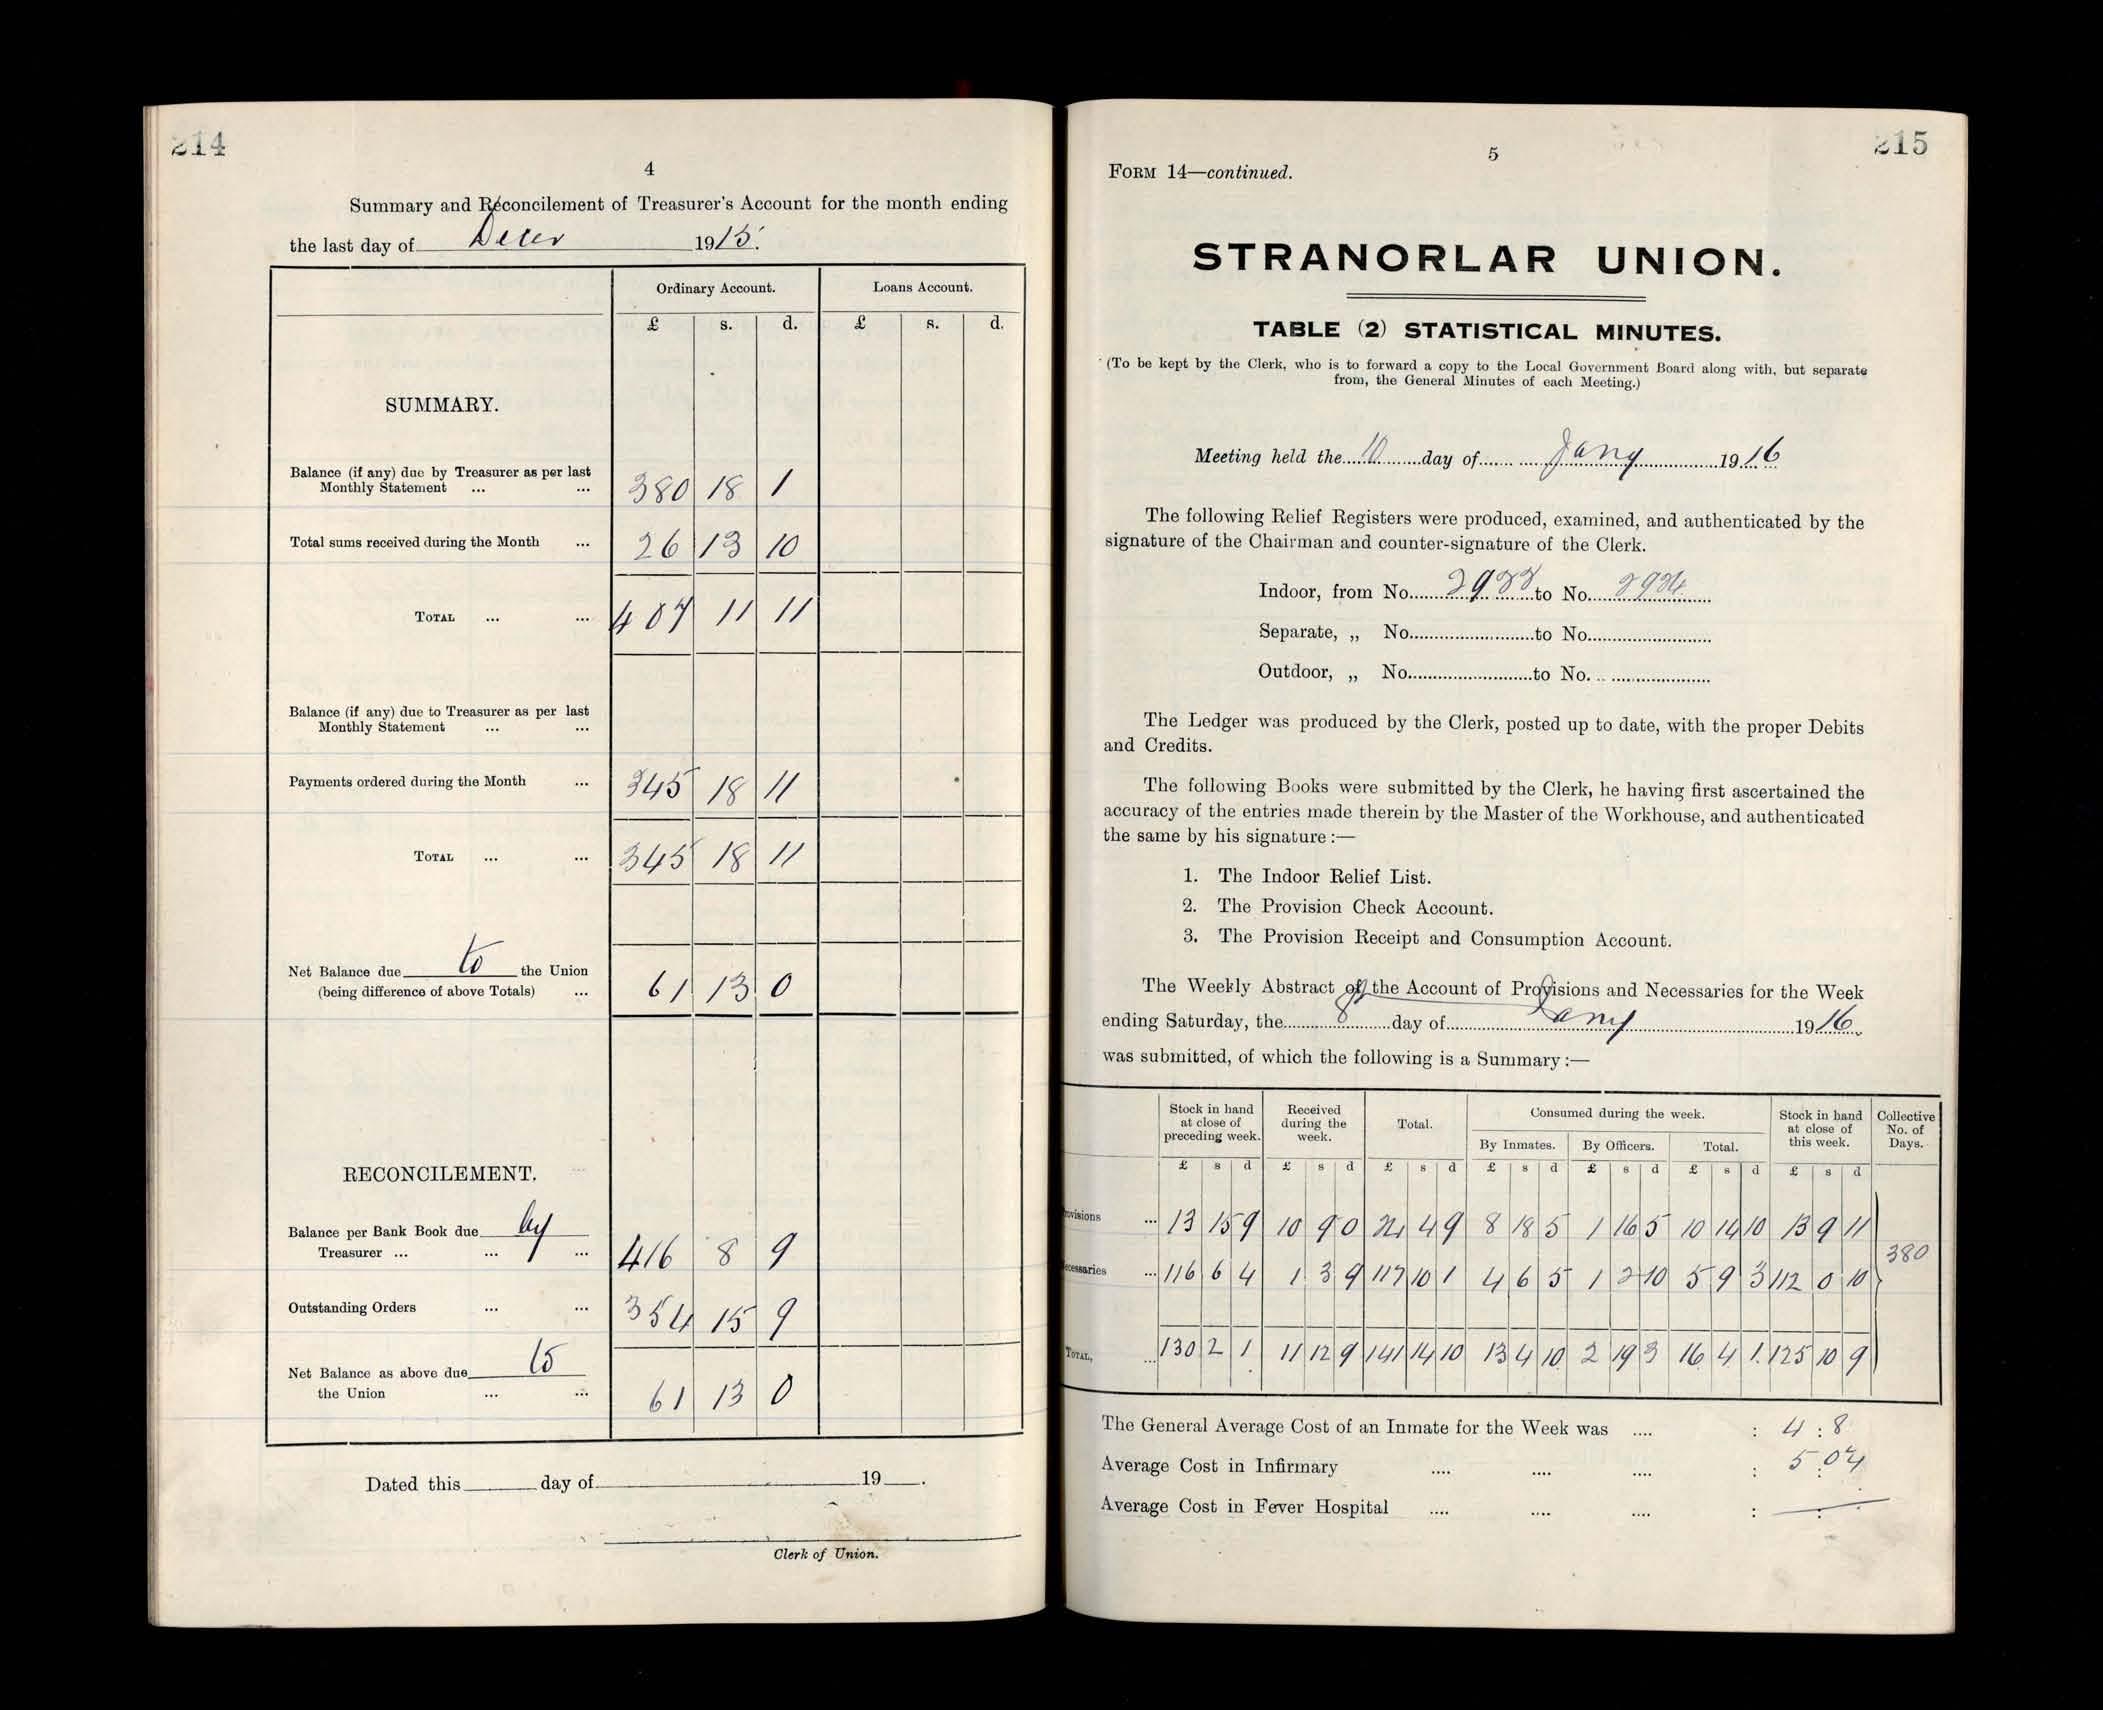 214
4
Summary and Reconcilement of Treasurer's Account for the month ending
the last day of Decr 1915.
Ordinary Account. Loans Account.
£ s. d. £ s. d.
SUMMARY.
Balance (if any) due by Treasurer as per last
Monthly Statement ... ... 380 18 1
Total sums received during the Month ... 26 13 10
TOTAL ... ... 407 11 11
Balance (if any) due to Treasurer as per last
Monthly Statement ... ...
Payments ordered during the Month ... 345 18 11
TOTAL ... ... 345 18 11
Net Balance due to the Union
(being difference of above Totals) ... 61 13 0
RECONCILEMENT.
Balance per Bank Book due by
Treasurer ... ... ... 416 8 9
Outstanding Orders ... ... 354 15 9
Net Balance as above due to
the Union ... ... 61 13 0
Dated this day of 19 .
Clerk of Union.
215
5
FORM 14—continued.
STRANORLAR UNION.
TABLE (2) STATISTICAL MINUTES.
(To be kept by the Clerk, who is to forward a copy to the Local Government Board along with, but separate
from, the General Minutes of each Meeting.)
Meeting held the 10 day of Jany 1916
The following Relief Registers were produced, examined, and authenticated by the
signature of the Chairman and counter-signature of the Clerk.
Indoor, from No. to No.
Separate, „ No. to No.
Outdoor, „ No. to No.
The Ledger was produced by the Clerk, posted up to date, with the proper Debits
and Credits.
The following Books were submitted by the Clerk, he having first ascertained the
accuracy of the entries made therein by the Master of the Workhouse, and authenticated
the same by his signature :—
1. The Indoor Relief List.
2. The Provision Check Account.
3. The Provision Receipt and Consumption Account.
The Weekly Abstract of the Account of Provisions and Necessaries for the Week
ending Saturday, the 8 day of Jany 1916.
was submitted, of which the following is a Summary :—
Stock in hand at close of preceding week. Received during the week. Total. Consumed during the week. Stock in hand at close of this week. Collective No. of Days.
By Inmates. By Officers. Total.
£ s d £ s d £ s d £ s d £ s d £ s d £ s d
rovisions ... 13 15 9 10 9 0 24 4 9 8 18 5 1 16 5 10 14 10 13 9 11
380
ecessaries ... 116 6 4 1 3 9 117 10 1 4 6 5 1 2 10 5 9 3 112 0 10
TOTAL, ... 130 2 1 11 12 9 141 14 10 13 4 10 2 19 3 16 4 1 125 10 9
The General Average Cost of an Inmate for the Week was .... : 4 : 8
Average Cost in Infirmary .... .... .... :
Average Cost in Fever Hospital .... .... .... : :